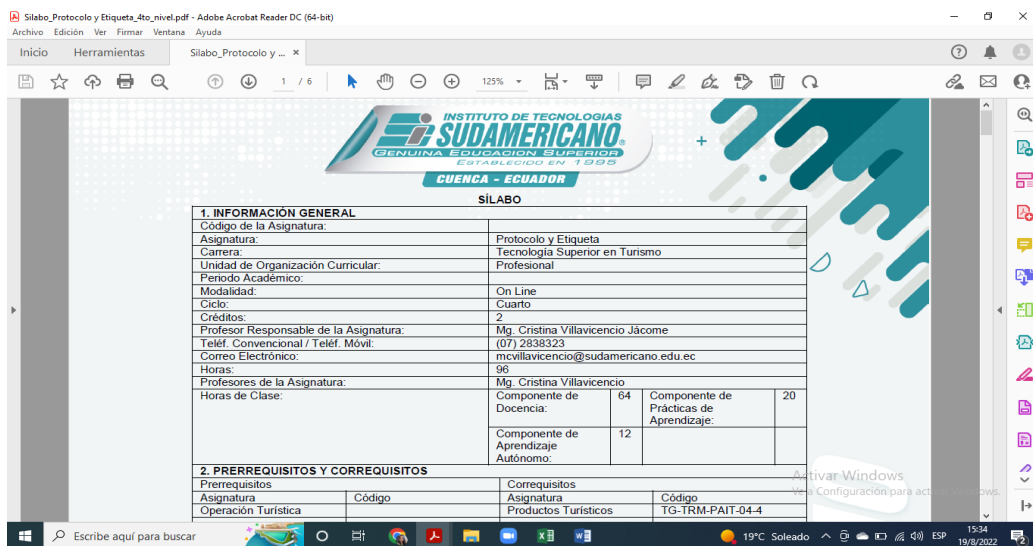 Silabo_Protocolo y Etiqueta_4to_nivel.pdf - Adobe Acrobat Reader DC (64-bit)
Archivo Edición Ver Firmar Ventana Ayuda
Inicio Herramientas Silabo_Protocolo y ... ×
1 / 6 125%
INSTITUTO DE TECNOLOGIAS
SUDAMERICANO®
GENUINA EDUCACION SUPERIOR
ESTABLECIDO EN 1995
CUENCA - ECUADOR
SÍLABO
1. INFORMACIÓN GENERAL
Código de la Asignatura:
Asignatura: Protocolo y Etiqueta
Carrera: Tecnología Superior en Turismo
Unidad de Organización Curricular: Profesional
Periodo Académico:
Modalidad: On Line
Ciclo: Cuarto
Créditos: 2
Profesor Responsable de la Asignatura: Mg. Cristina Villavicencio Jácome
Teléf. Convencional / Teléf. Móvil: (07) 2838323
Correo Electrónico: mcvillavicencio@sudamericano.edu.ec
Horas: 96
Profesores de la Asignatura: Mg. Cristina Villavicencio
Horas de Clase: Componente de 64 Componente de 20
Docencia: Prácticas de
Aprendizaje:
Componente de 12
Aprendizaje
Autónomo:
2. PRERREQUISITOS Y CORREQUISITOS
Prerrequisitos Correquisitos
Asignatura Código Asignatura Código
Operación Turística Productos Turísticos TG-TRM-PAIT-04-4
Activar Windows
Ve a Configuración para activar Windows.
Escribe aquí para buscar
19°C Soleado ESP 15:34
19/8/2022